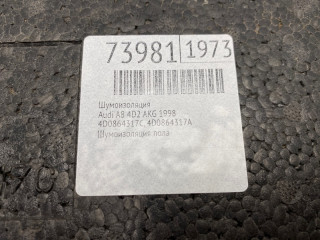 73981 1973
Шумоизоляция
Audi A8 4D2 AKG 1998
4D0864317C, 4D0864317A
Шумоизоляция пола